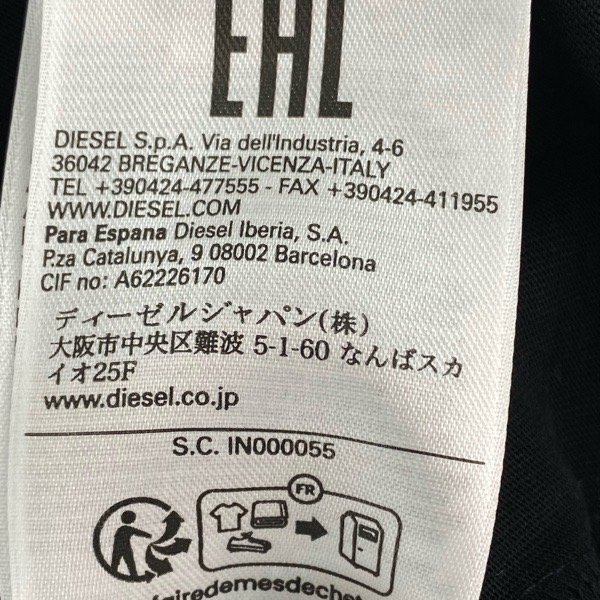 EAC
DIESEL S.p.A. Via dell'Industria, 4-6
36042 BREGANZE-VICENZA-ITALY
TEL +390424-477555 - FAX +390424-411955
WWW.DIESEL.COM
Para Espana Diesel Iberia, S.A.
P.za Catalunya, 9 08002 Barcelona
CIF no: A62226170
ディーゼルジャパン(株)
大阪市中央区難波 5-1-60 なんばスカ
イオ25F
www.diesel.co.jp
S.C. IN000055
FR